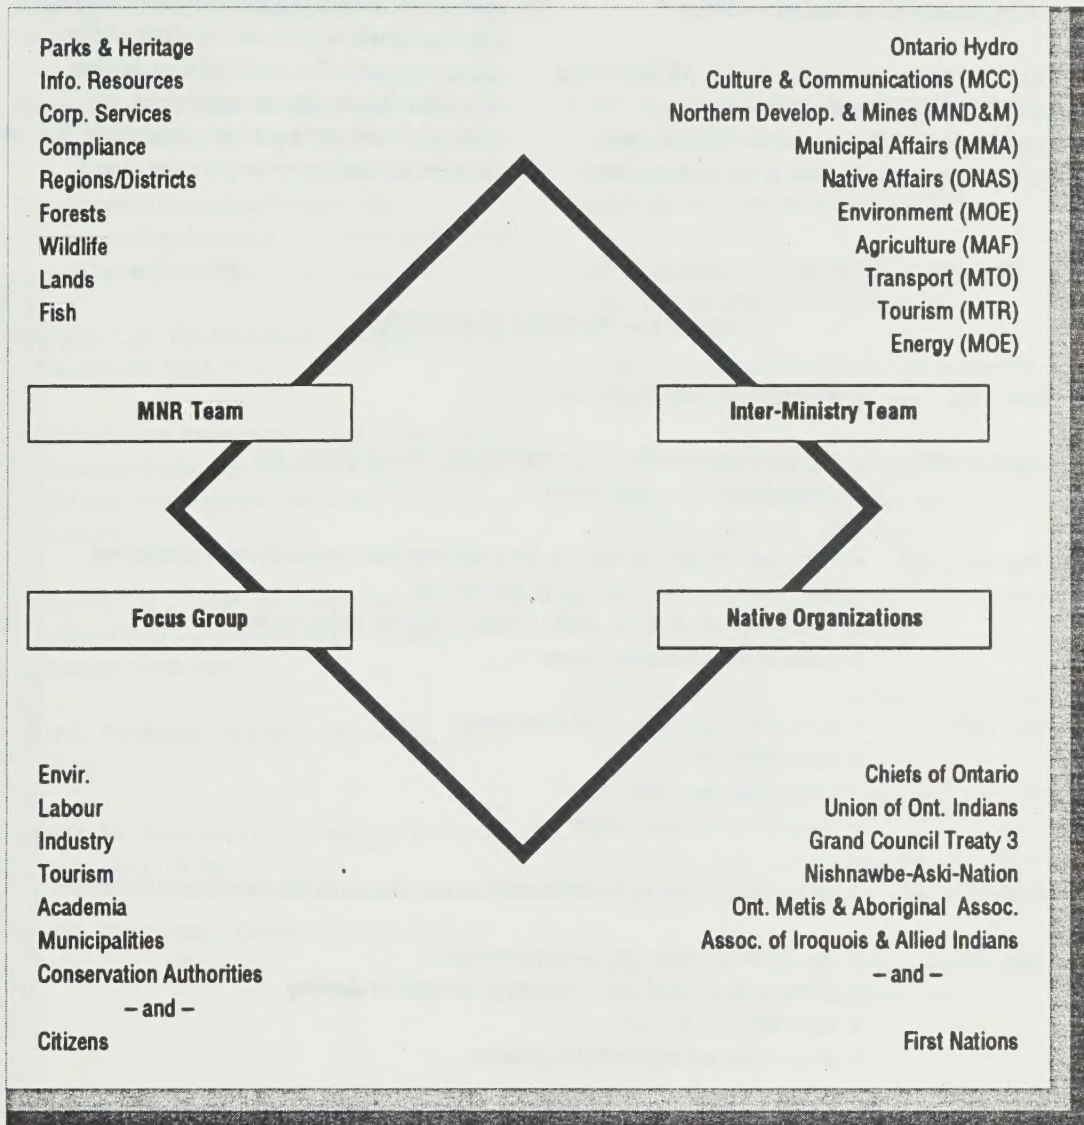 Parks & Heritage
Info. Resources
Corp. Services
Compliance
Regions/Districts
Forests
Wildlife
Lands
Fish
Ontario Hydro
Culture & Communications (MCC)
Northern Develop. & Mines (MND&M)
Municipal Affairs (MMA)
Native Affairs (ONAS)
Environment (MOE)
Agriculture (MAF)
Transport (MTO)
Tourism (MTR)
Energy (MOE)
MNR Team
Inter-Ministry Team
Focus Group
Native Organizations
Envir.
Labour
Industry
Tourism
Academia
Municipalities
Conservation Authorities
– and –
Citizens
Chiefs of Ontario
Union of Ont. Indians
Grand Council Treaty 3
Nishnawbe-Aski-Nation
Ont. Metis & Aboriginal Assoc.
Assoc. of Iroquois & Allied Indians
– and –
First Nations